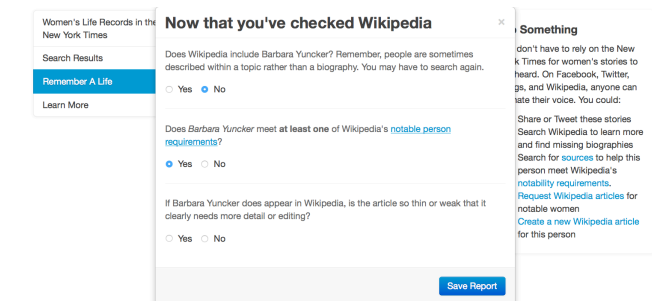 Women's Life Records in the
New York Times
Search Results
Remember A Life
Learn More
Now that you've checked Wikipedia
×
Does Wikipedia include Barbara Yuncker? Remember, people are sometimes
described within a topic rather than a biography. You may have to search again.
Yes No
Does Barbara Yuncker meet at least one of Wikipedia's notable person
requirements?
Yes No
If Barbara Yuncker does appear in Wikipedia, is the article so thin or weak that it
clearly needs more detail or editing?
Yes No
Save Report
Something
don't have to rely on the New
Times for women's stories to
heard. On Facebook, Twitter,
and Wikipedia, anyone can
their voice. You could:
Share or Tweet these stories
Search Wikipedia to learn more
and find missing biographies
Search for sources to help this
person meet Wikipedia's
notability requirements.
Request Wikipedia articles for
notable women
Create a new Wikipedia article
for this person